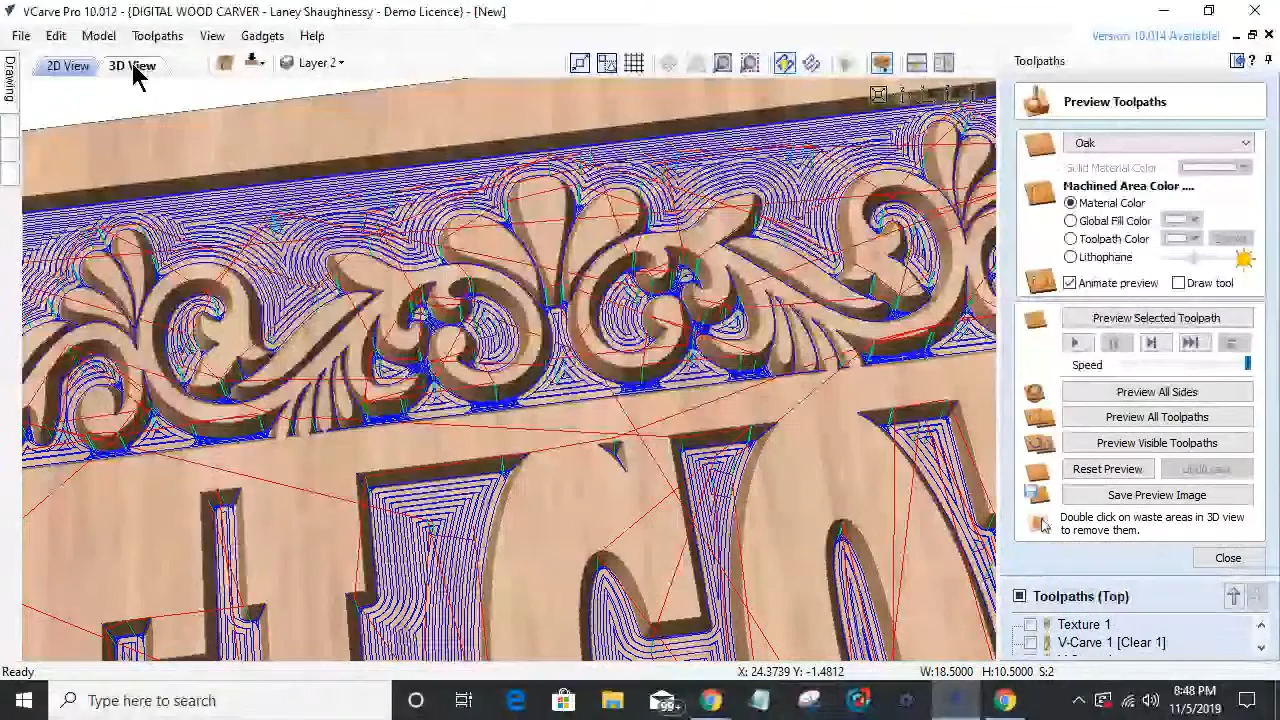 VCarve Pro 10.012 - {DIGITAL WOOD CARVER - Laney Shaughnessy - Demo Licence} - [New]
File Edit Model Toolpaths View Gadgets Help
Version 10.014 Available!
2D View 3D View Layer 2
Drawing
Toolpaths
Preview Toolpaths
Oak
Solid Material Color
Machined Area Color ....
Material Color
Global Fill Color
Toolpath Color
Lithophane
Animate preview Draw tool
Preview Selected Toolpath
Speed
Preview All Sides
Preview All Toolpaths
Preview Visible Toolpaths
Reset Preview
Save Preview Image
Double click on waste areas in 3D view
to remove them.
Close
Toolpaths (Top)
Texture 1
V-Carve 1 [Clear 1]
Ready X: 24.3739 Y: -1.4812 W:18.5000 H:10.5000 S:2
Type here to search
99+
8:48 PM
11/5/2019